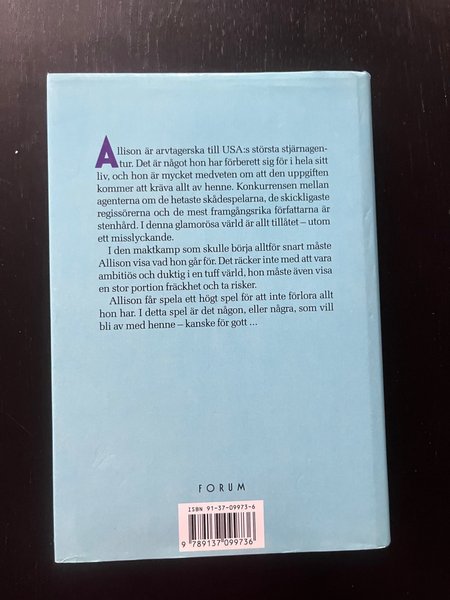 Allison är arvtagerska till USA:s största stjärnagen-
tur. Det är något hon har förberett sig för i hela sitt
liv, och hon är mycket medveten om att den uppgiften
kommer att kräva allt av henne. Konkurrensen mellan
agenterna om de hetaste skådespelarna, de skickligaste
regissörerna och de mest framgångsrika författarna är
stenhård. I denna glamorösa värld är allt tillåtet – utom
ett misslyckande.
I den maktkamp som skulle börja alltför snart måste
Allison visa vad hon går för. Det räcker inte med att vara
ambitiös och duktig i en tuff värld, hon måste även visa
en stor portion fräckhet och ta risker.
Allison får spela ett högt spel för att inte förlora allt
hon har. I detta spel är det någon, eller några, som vill
bli av med henne – kanske för gott ...
FORUM
ISBN 91-37-09973-6
9 789137 099736